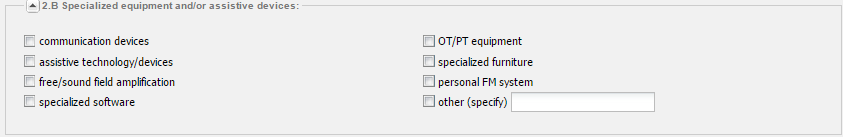 2.B Specialized equipment and/or assistive devices:
communication devices
assistive technology/devices
free/sound field amplification
specialized software
OT/PT equipment
specialized furniture
personal FM system
other (specify)